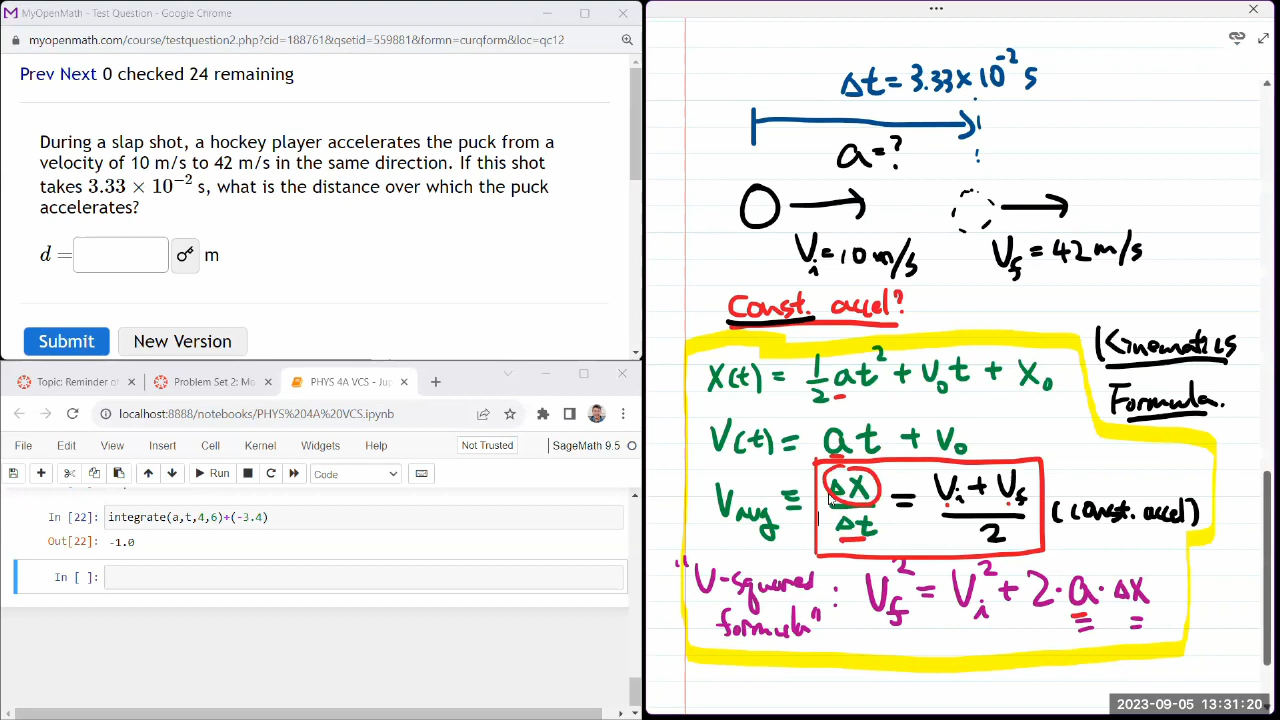 MyOpenMath - Test Question - Google Chrome
myopenmath.com/course/testquestion2.php?cid=188761&qsetid=559881&formn=curqform&loc=qc12
Prev Next 0 checked 24 remaining
During a slap shot, a hockey player accelerates the puck from a
velocity of 10 m/s to 42 m/s in the same direction. If this shot
takes 3.33 × 10⁻² s, what is the distance over which the puck
accelerates?
d = m
Submit New Version
Topic: Reminder of Problem Set 2: Mo PHYS 4A VCS - Jup
localhost:8888/notebooks/PHYS%204A%20VCS.ipynb
File Edit View Insert Cell Kernel Widgets Help Not Trusted SageMath 9.5
Run Code
In [22]: integrate(a,t,4,6)+(-3.4)
Out[22]: -1.0
In [ ]:
Δt = 3.33 × 10⁻² s
a = ?
Vᵢ = 10 m/s V_f = 42 m/s
Const. accel?
Kinematics
Formula.
X(t) = 1/2 at² + V₀t + X₀
V(t) = at + V₀
Vavg ≡ ΔX/Δt = (Vᵢ + V_f)/2 (const. accel)
"V-squared
formula" : V_f² = Vᵢ² + 2·a·ΔX
2023-09-05 13:31:20